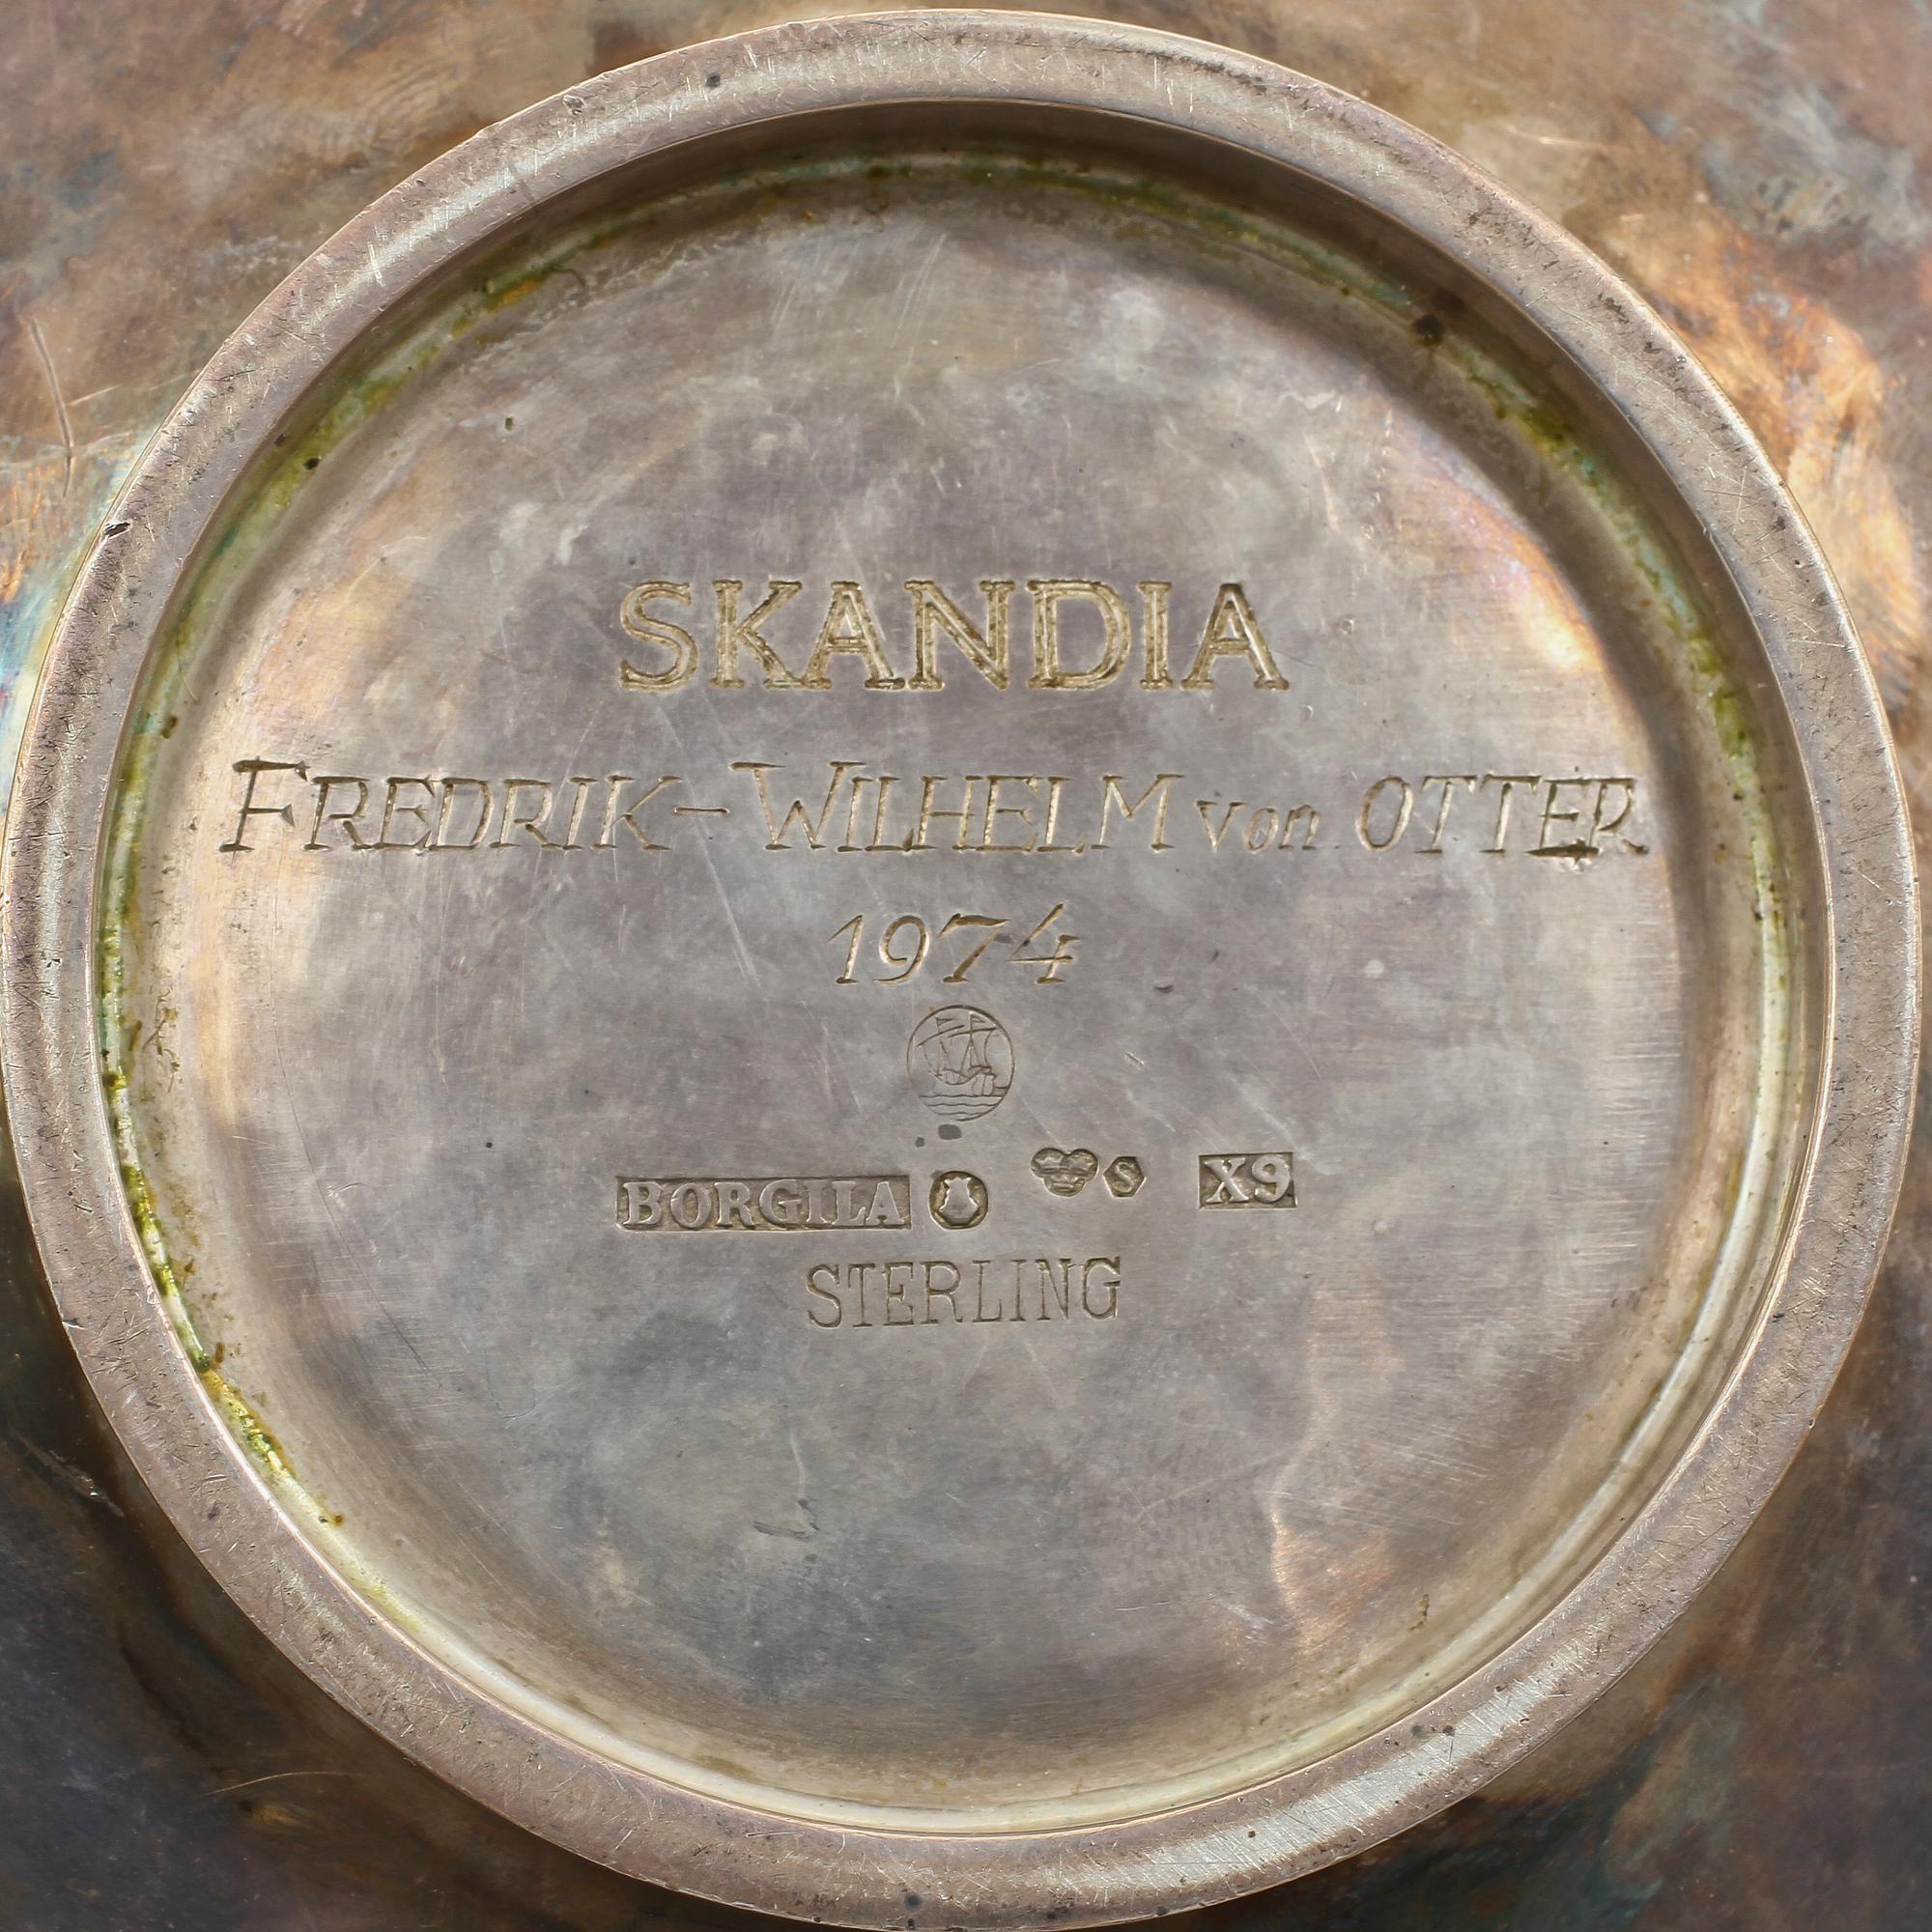 SKANDIA
FREDRIK-WILHELM von OTTER
1974
BORGILA S X9
STERLING